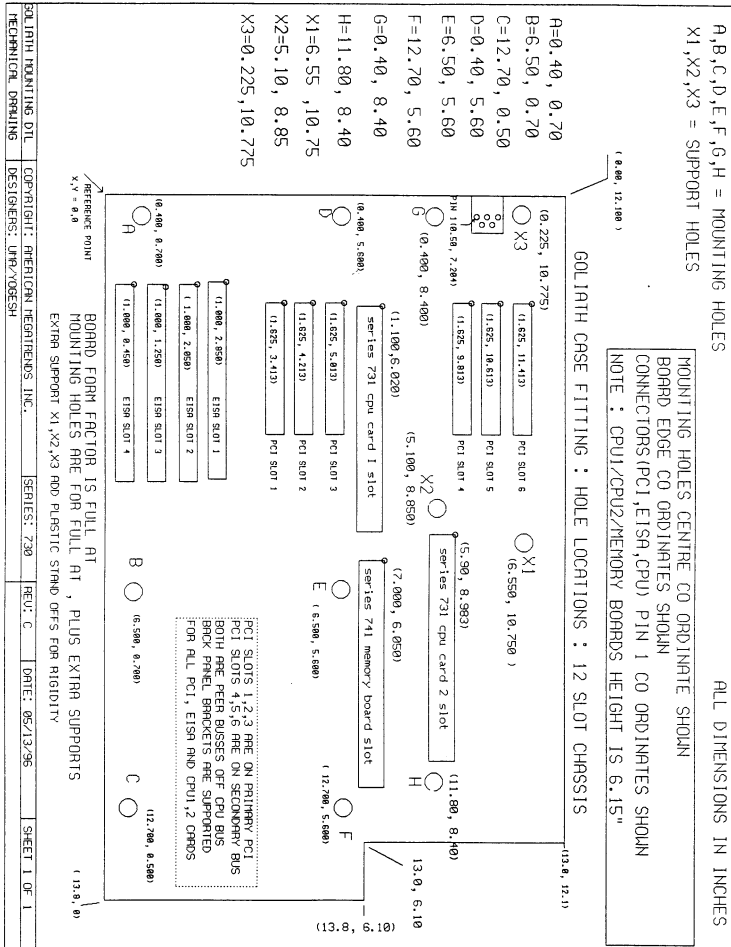 A,B,C,D,E,F,G,H = MOUNTING HOLES
X1,X2,X3 = SUPPORT HOLES
ALL DIMENSIONS IN INCHES
MOUNTING HOLES CENTRE CO ORDINATE SHOWN
BOARD EDGE CO ORDINATES SHOWN
CONNECTORS(PCI,EISA,CPU) PIN 1 CO ORDINATES SHOWN
NOTE : CPU1/CPU2/MEMORY BOARDS HEIGHT IS 6.15"
A=0.40 , 0.70
B=6.50 , 0.70
C=12.70 , 0.50
D=0.40 , 5.60
E=6.50 , 5.60
F=12.70 , 5.60
G=0.40 , 8.40
H=11.80 , 8.40
X1=6.55 ,10.75
X2=5.10 , 8.85
X3=0.225,10.775
GOLIATH CASE FITTING : HOLE LOCATIONS : 12 SLOT CHASSIS
( 0.00, 12.100 )
(13.0, 12.1)
(0.225, 10.775)
X3
(1.625, 11.413)
PCI SLOT 6
X1
(6.550, 10.750 )
(1.625, 10.613)
PCI SLOT 5
(1.625, 9.813)
PCI SLOT 4
PIN 1(0.50, 7.204)
G
(0.400, 8.400)
X2
(5.100, 8.850)
(5.90, 8.983)
series 731 cpu card 2 slot
(11.80, 8.40)
H
13.0, 6.10
(13.8, 6.10)
(1.100,6.020)
series 731 cpu card 1 slot
(7.000, 6.050)
series 741 memory board slot
(0.400, 5.600)
D
(1.625, 5.013)
PCI SLOT 3
E
( 6.500, 5.600)
( 12.700, 5.600)
F
(1.625, 4.213)
PCI SLOT 2
(1.625, 3.413)
PCI SLOT 1
PCI SLOTS 1,2,3 ARE ON PRIMARY PCI
PCI SLOTS 4,5,6 ARE ON SECONDARY BUS
BOTH ARE PEER BUSSES OFF CPU BUS
BACK PANEL BRACKETS ARE SUPPORTED
FOR ALL PCI, EISA AND CPU1,2 CARDS
(1.000, 2.850)
EISA SLOT 1
( 1.000, 2.050)
EISA SLOT 2
(1.000, 1.250)
EISA SLOT 3
(1.000, 0.450)
EISA SLOT 4
(0.400, 0.700)
A
B
(6.500, 0.700)
C
(12.700, 0.500)
REFERENCE POINT
X,Y = 0,0
( 13.8, 0)
BOARD FORM FACTOR IS FULL AT
MOUNTING HOLES ARE FOR FULL AT , PLUS EXTRA SUPPORTS
EXTRA SUPPORT X1,X2,X3 ADD PLASTIC STAND OFFS FOR RIGIDITY
GOLIATH MOUNTING DTL
MECHANICAL DRAWING
COPYRIGHT: AMERICAN MEGATRENDS INC.
DESIGNERS: UMA/YOGESH
SERIES: 730
REV: C
DATE: 05/13/96
SHEET 1 OF 1